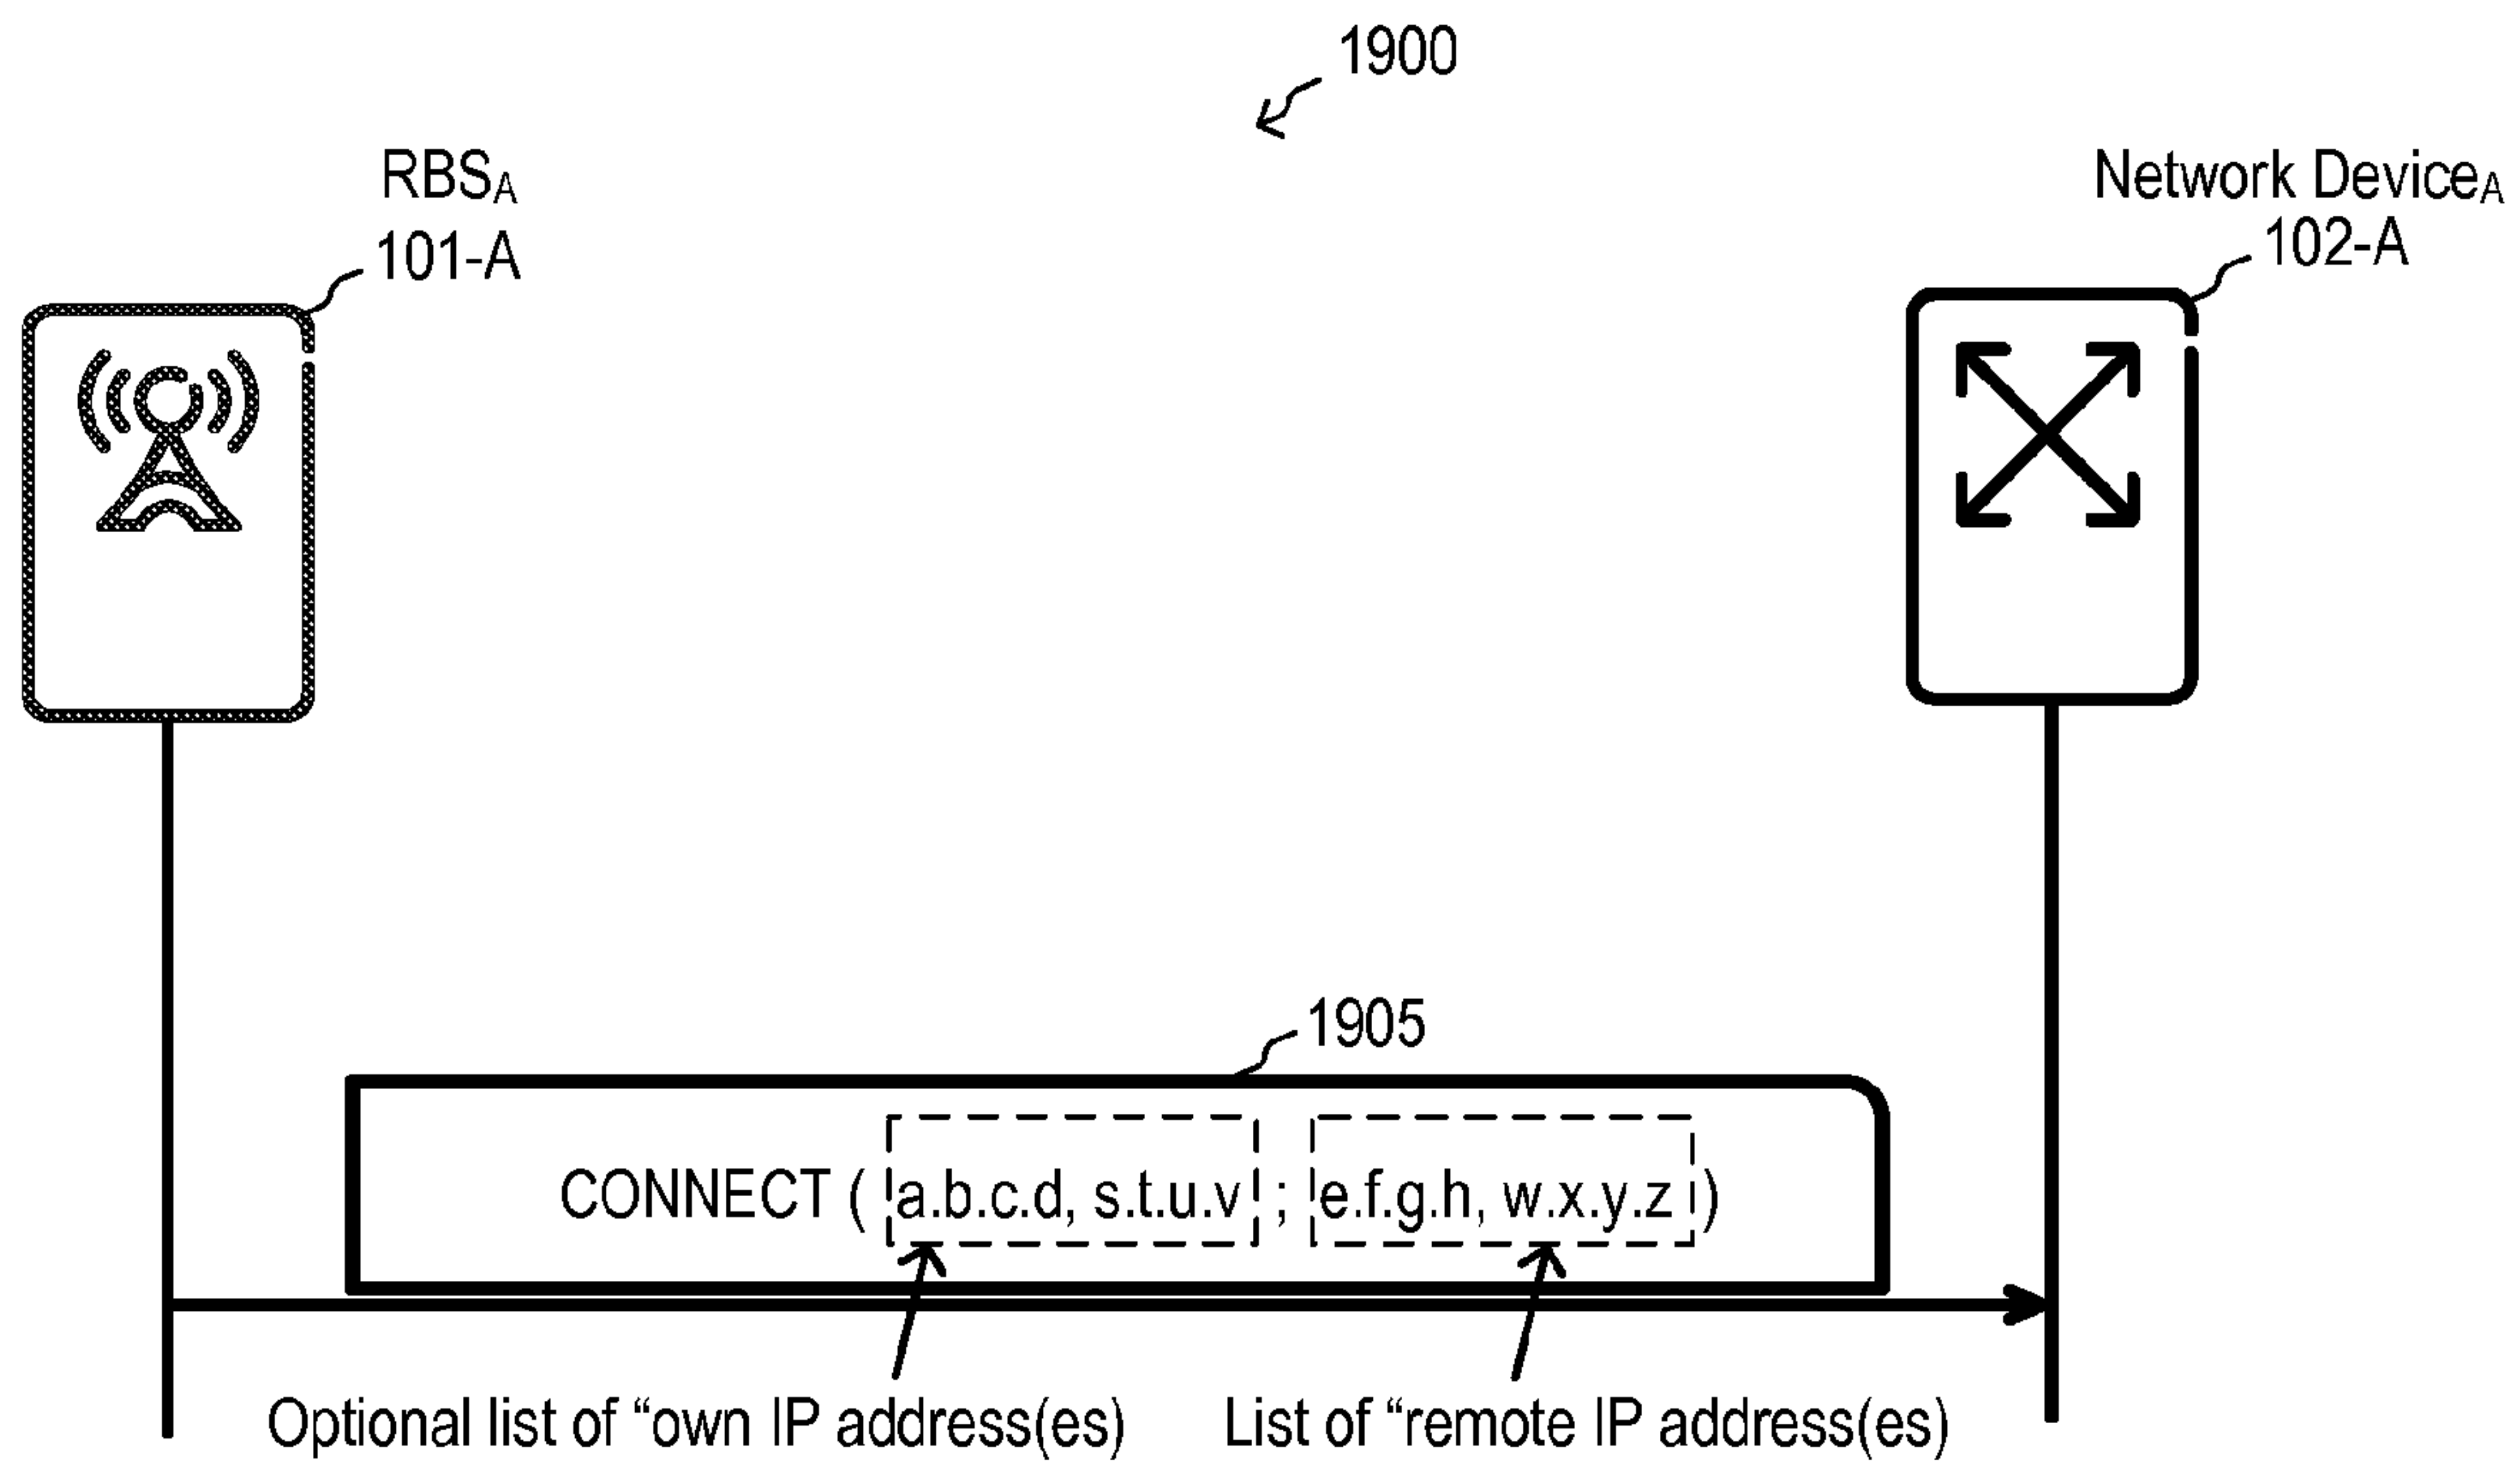 1900
RBSA
101-A
Network DeviceA
102-A
1905
CONNECT ( a.b.c.d, s.t.u.v ; e.f.g.h, w.x.y.z )
Optional list of “own IP address(es)
List of “remote IP address(es)